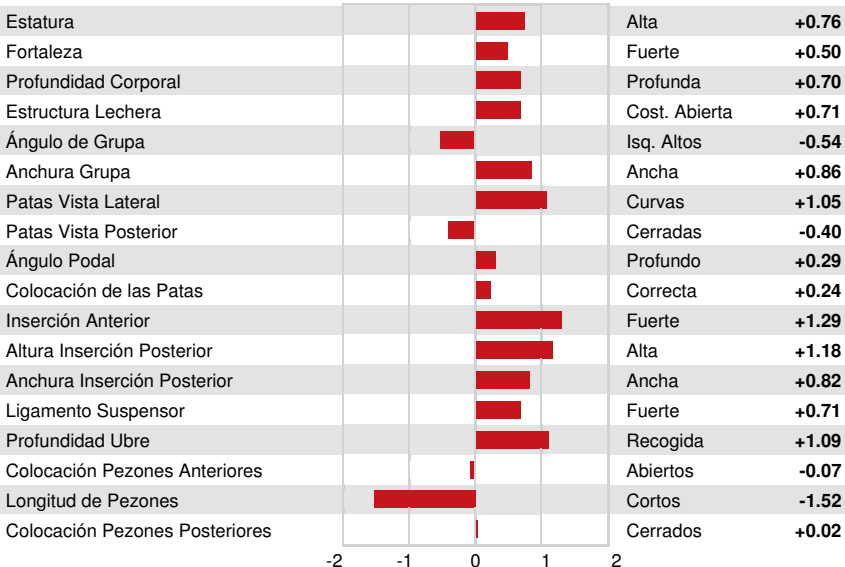 Estatura Alta +0.76
Fortaleza Fuerte +0.50
Profundidad Corporal Profunda +0.70
Estructura Lechera Cost. Abierta +0.71
Ángulo de Grupa Isq. Altos -0.54
Anchura Grupa Ancha +0.86
Patas Vista Lateral Curvas +1.05
Patas Vista Posterior Cerradas -0.40
Ángulo Podal Profundo +0.29
Colocación de las Patas Correcta +0.24
Inserción Anterior Fuerte +1.29
Altura Inserción Posterior Alta +1.18
Anchura Inserción Posterior Ancha +0.82
Ligamento Suspensor Fuerte +0.71
Profundidad Ubre Recogida +1.09
Colocación Pezones Anteriores Abiertos -0.07
Longitud de Pezones Cortos -1.52
Colocación Pezones Posteriores Cerrados +0.02
-2 -1 0 1 2